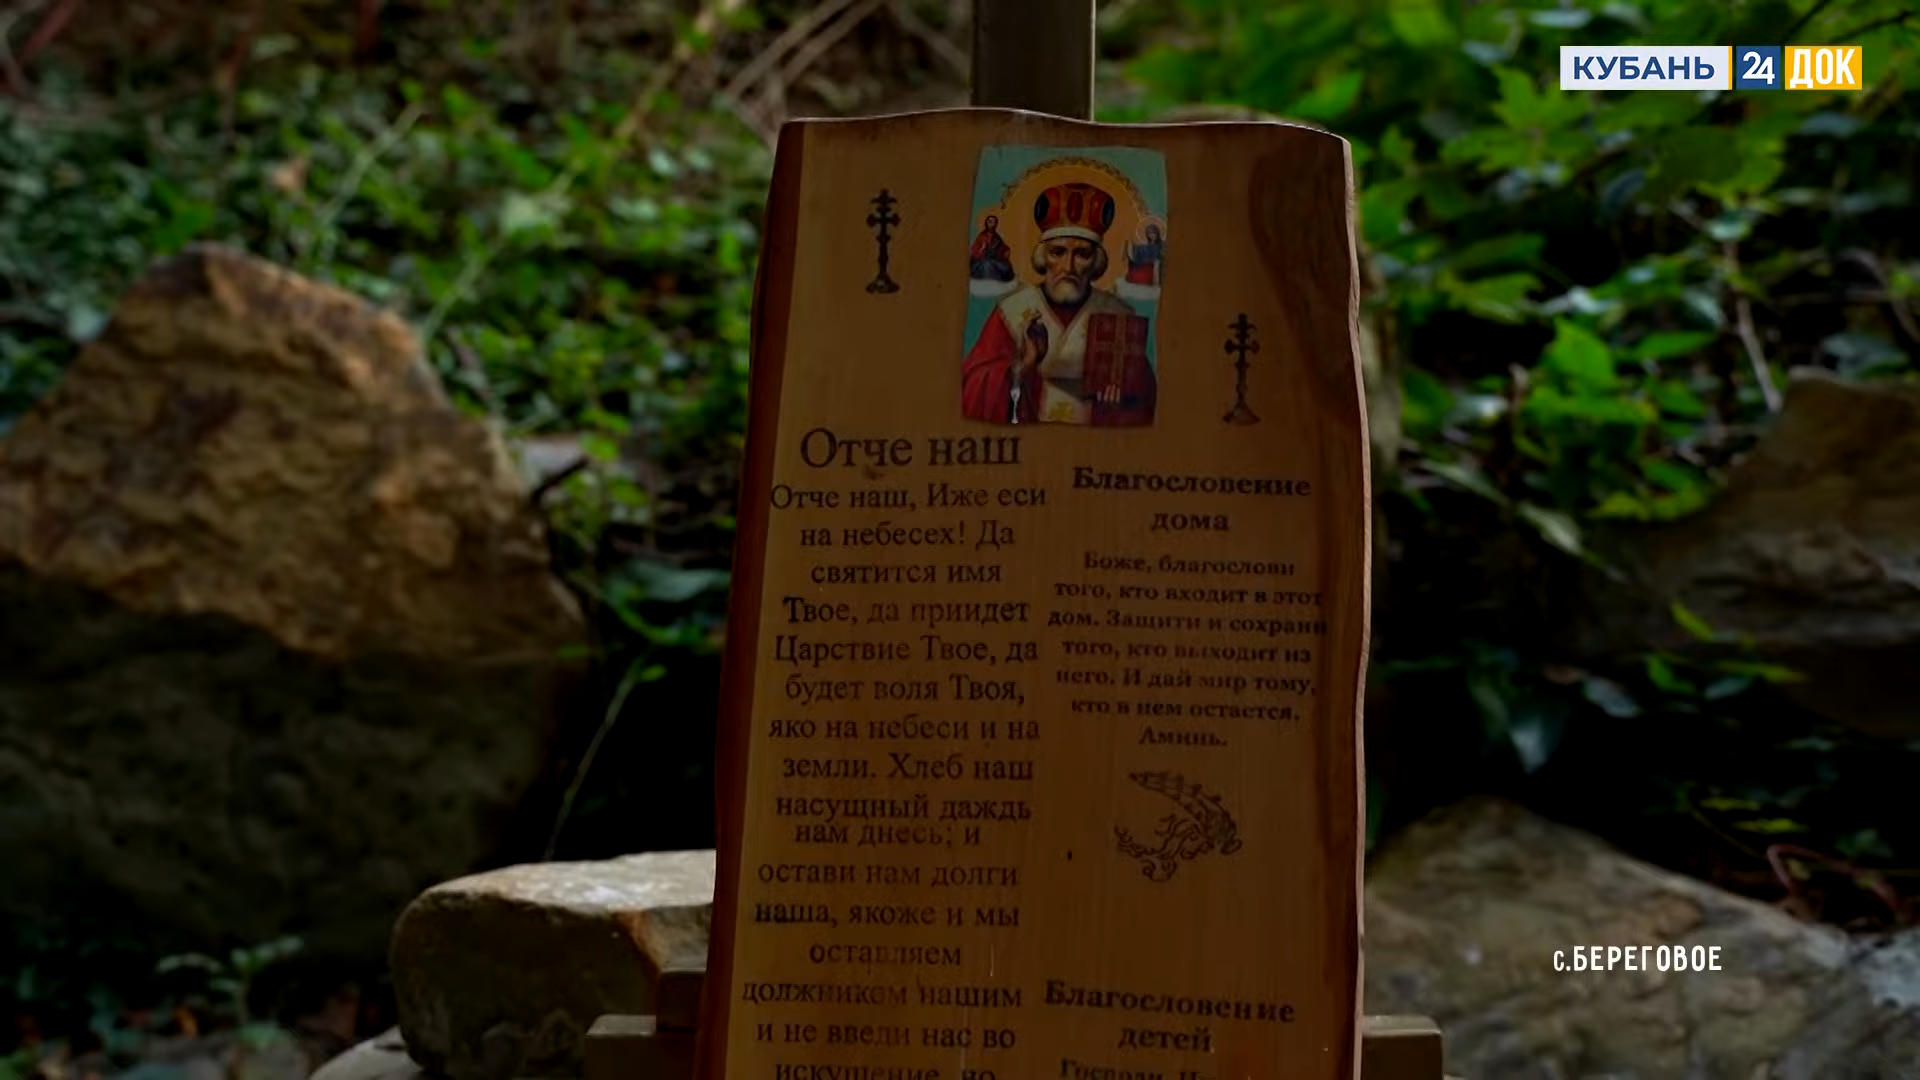 КУБАНЬ 24 ДОК
Отче наш
Отче наш, Иже еси
на небесех! Да
святится имя
Твое, да приидет
Царствие Твое, да
будет воля Твоя,
яко на небеси и на
земли. Хлеб наш
насущный даждь
нам днесь; и
остави нам долги
наша, якоже и мы
оставляем
должником нашим
и не введи нас во
искушение, но
Благословение
дома
Боже, благослови
того, кто входит в этот
дом. Защити и сохрани
того, кто выходит из
него. И дай мир тому,
кто в нем остается.
Аминь.
Благословение
детей
Господи,
с.БЕРЕГОВОЕ